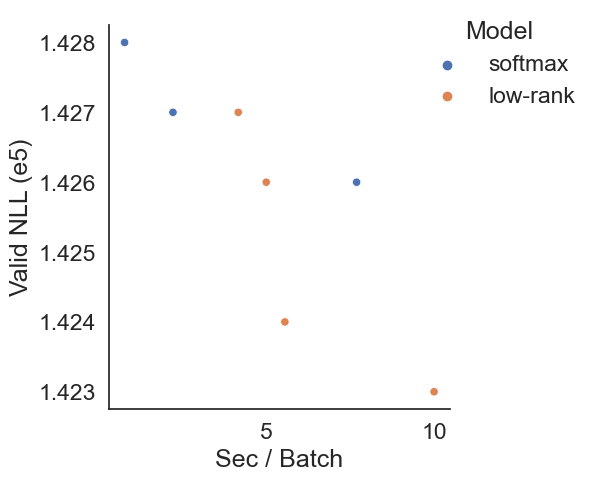 Model
softmax
low-rank
Valid NLL (e5)
1.428
1.427
1.426
1.425
1.424
1.423
5
10
Sec / Batch